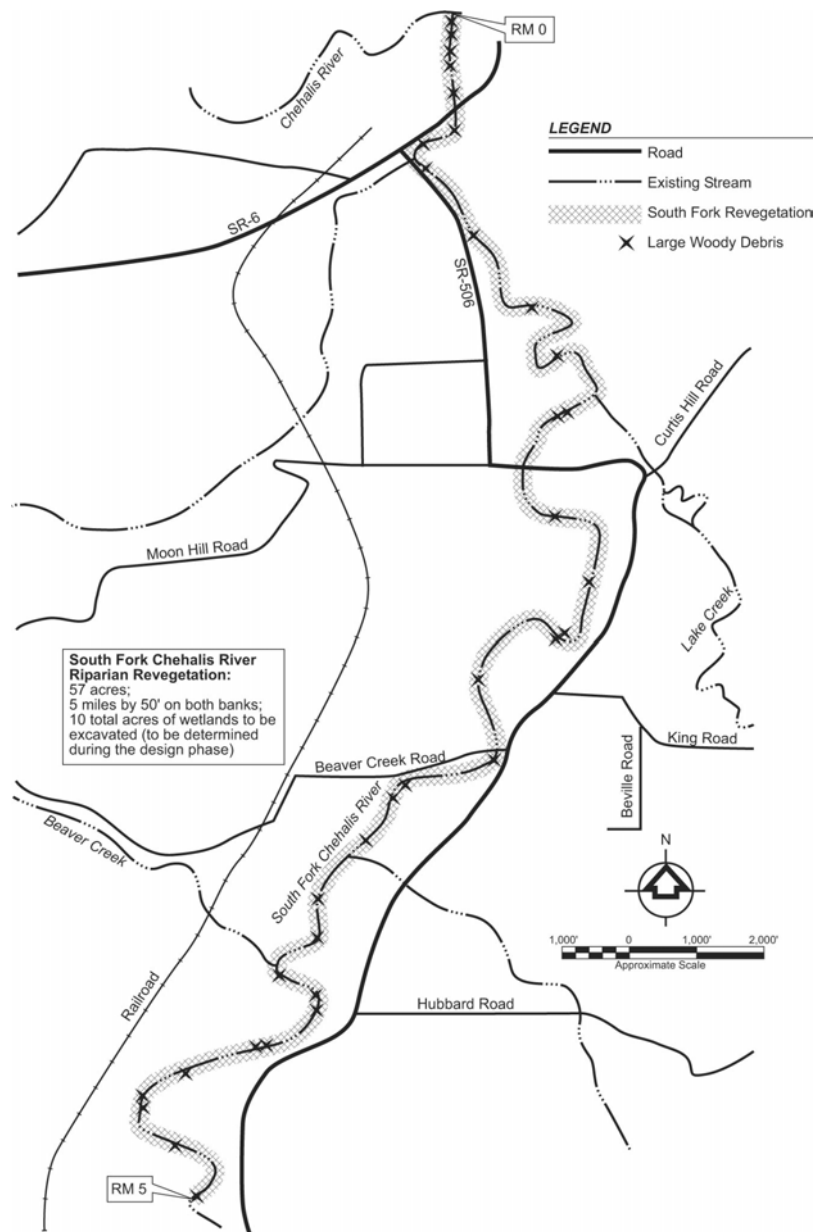 RM 0
Chehalis River
LEGEND
Road
Existing Stream
South Fork Revegetation
Large Woody Debris
SR-6
SR-506
Curtis Hill Road
Moon Hill Road
Lake Creek
South Fork Chehalis River
Riparian Revegetation:
57 acres;
5 miles by 50' on both banks;
10 total acres of wetlands to be
excavated (to be determined
during the design phase)
King Road
Beville Road
Beaver Creek Road
Beaver Creek
South Fork Chehalis River
N
1,000' 0 1,000' 2,000'
Approximate Scale
Railroad
Hubbard Road
RM 5